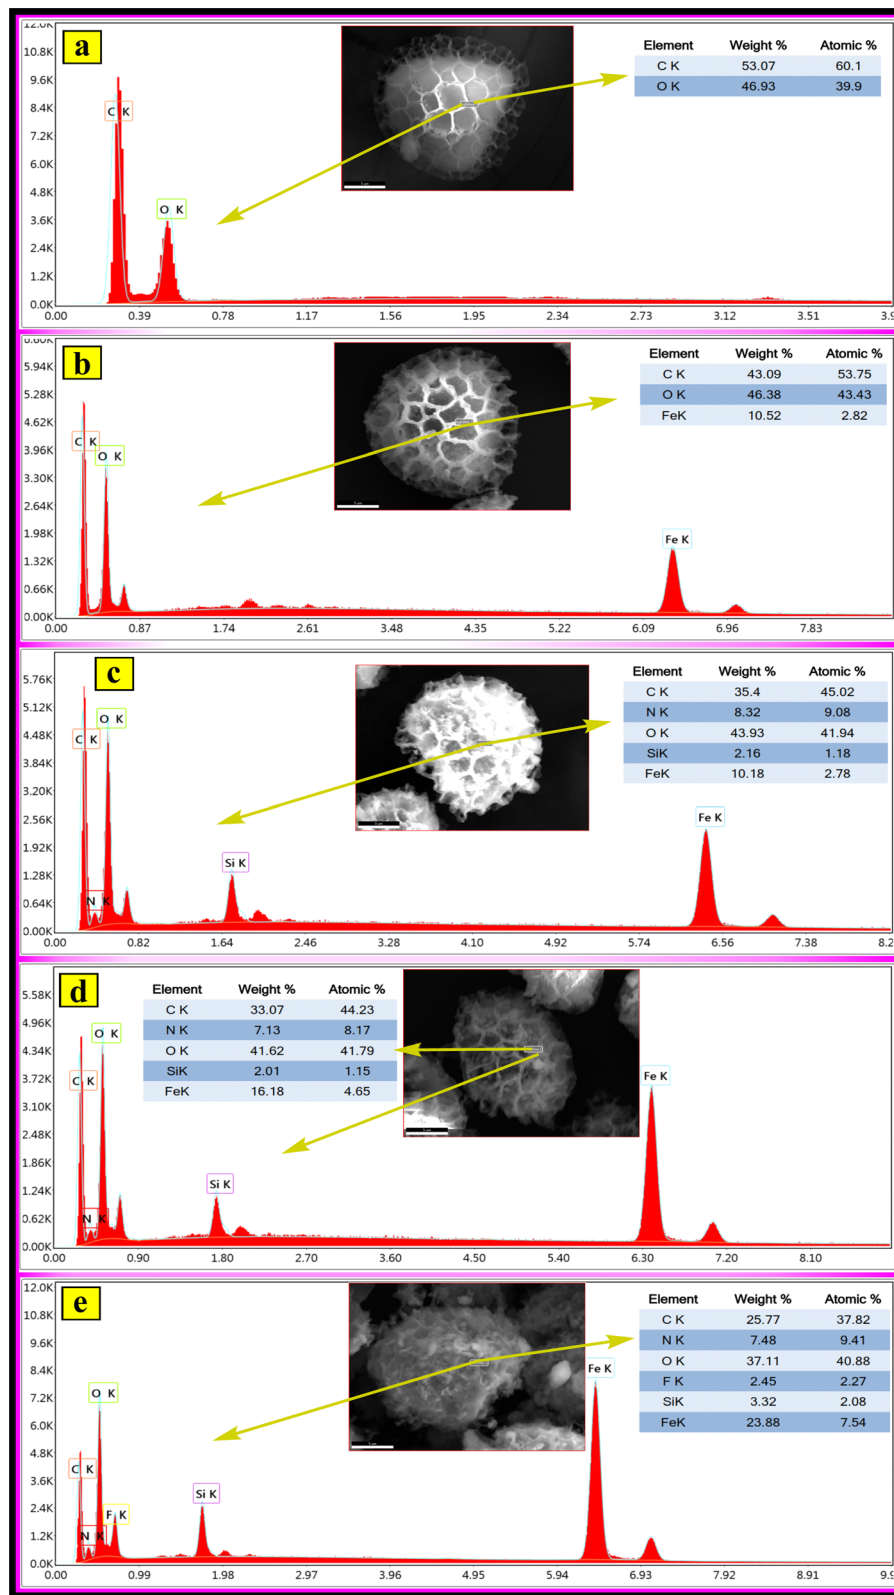 a
12.0K
10.8K
9.6K
8.4K
7.2K
6.0K
4.8K
3.6K
2.4K
1.2K
0.0K
C K
O K
Element Weight % Atomic %
C K 53.07 60.1
O K 46.93 39.9
0.00 0.39 0.78 1.17 1.56 1.95 2.34 2.73 3.12 3.51 3.9
b
6.60K
5.94K
5.28K
4.62K
3.96K
3.30K
2.64K
1.98K
1.32K
0.66K
0.00K
C K
O K
Fe K
Element Weight % Atomic %
C K 43.09 53.75
O K 46.38 43.43
FeK 10.52 2.82
0.00 0.87 1.74 2.61 3.48 4.35 5.22 6.09 6.96 7.83
c
5.76K
5.12K
4.48K
3.84K
3.20K
2.56K
1.92K
1.28K
0.64K
0.00K
O K
C K
N K
Si K
Fe K
Element Weight % Atomic %
C K 35.4 45.02
N K 8.32 9.08
O K 43.93 41.94
SiK 2.16 1.18
FeK 10.18 2.78
0.00 0.82 1.64 2.46 3.28 4.10 4.92 5.74 6.56 7.38 8.2
d
5.58K
4.96K
4.34K
3.72K
3.10K
2.48K
1.86K
1.24K
0.62K
0.00K
O K
C K
N K
Si K
Fe K
Element Weight % Atomic %
C K 33.07 44.23
N K 7.13 8.17
O K 41.62 41.79
SiK 2.01 1.15
FeK 16.18 4.65
0.00 0.90 1.80 2.70 3.60 4.50 5.40 6.30 7.20 8.10
e
12.0K
10.8K
9.6K
8.4K
7.2K
6.0K
4.8K
3.6K
2.4K
1.2K
0.0K
O K
C K
F K
N K
Si K
Fe K
Element Weight % Atomic %
C K 25.77 37.82
N K 7.48 9.41
O K 37.11 40.88
F K 2.45 2.27
SiK 3.32 2.08
FeK 23.88 7.54
0.00 0.99 1.98 2.97 3.96 4.95 5.94 6.93 7.92 8.91 9.